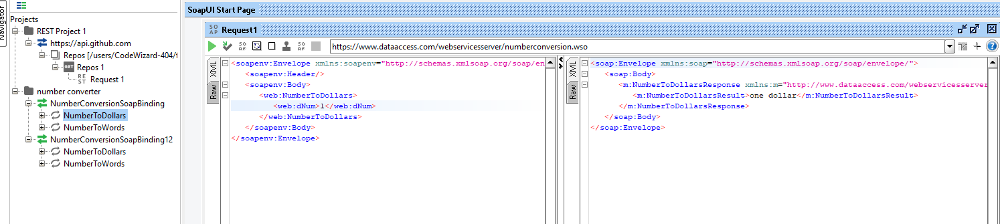 Navigator
Projects
REST Project 1
https://api.github.com
Repos [/users/CodeWizard-404/
GET Repos 1
REST Request 1
number converter
NumberConversionSoapBinding
NumberToDollars
NumberToWords
NumberConversionSoapBinding12
NumberToDollars
NumberToWords
SoapUI Start Page
SOAP Request1
https://www.dataaccess.com/webservicesserver/numberconversion.wso
XML
Raw
<soapenv:Envelope xmlns:soapenv="http://schemas.xmlsoap.org/soap/en
<soapenv:Header/>
<soapenv:Body>
<web:NumberToDollars>
<web:dNum>1</web:dNum>
</web:NumberToDollars>
</soapenv:Body>
</soapenv:Envelope>
XML
Raw
<soap:Envelope xmlns:soap="http://schemas.xmlsoap.org/soap/envelope/">
<soap:Body>
<m:NumberToDollarsResponse xmlns:m="http://www.dataaccess.com/webservicesserver
<m:NumberToDollarsResult>one dollar</m:NumberToDollarsResult>
</m:NumberToDollarsResponse>
</soap:Body>
</soap:Envelope>